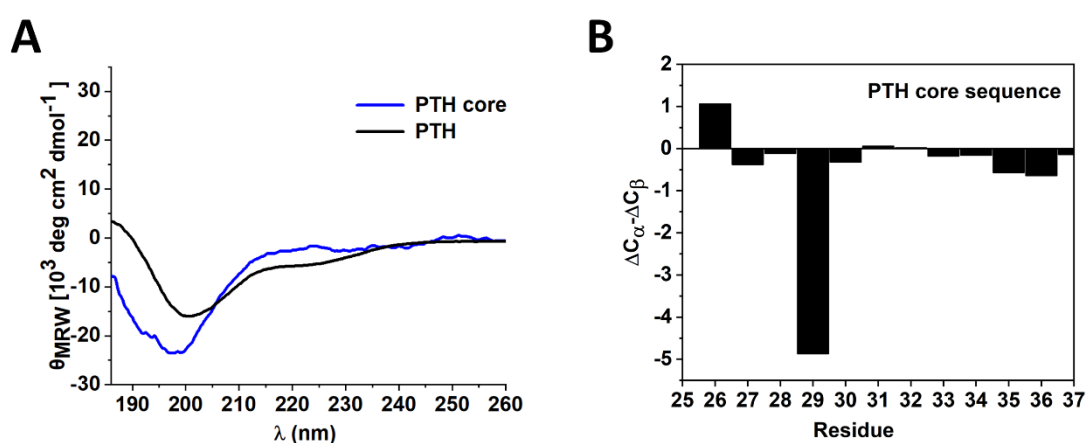 A
θMRW [10³ deg cm² dmol⁻¹]
30
20
10
0
-10
-20
-30
190 200 210 220 230 240 250 260
λ (nm)
PTH core
PTH
B
ΔCα-ΔCβ
2
1
0
-1
-2
-3
-4
-5
PTH core sequence
25 26 27 28 29 30 31 32 33 34 35 36 37
Residue